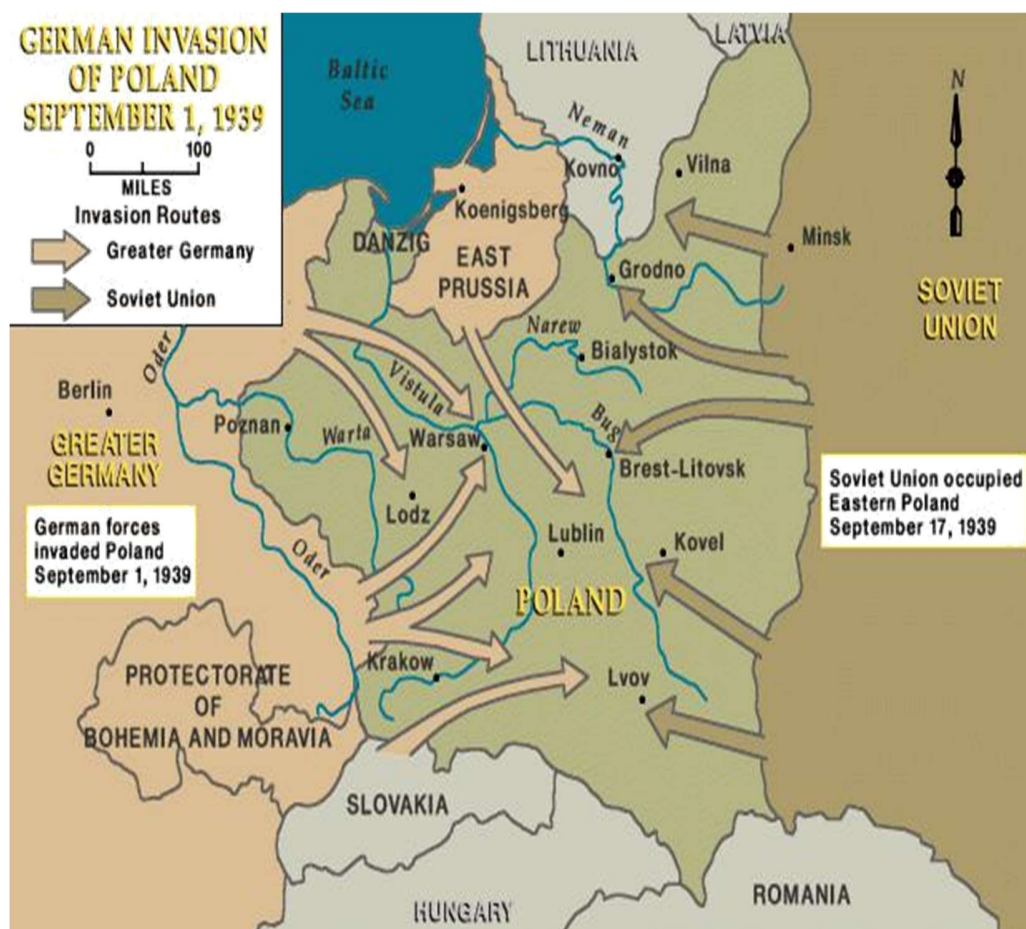 GERMAN INVASION
OF POLAND
SEPTEMBER 1, 1939
0 100
MILES
Invasion Routes
Greater Germany
Soviet Union
Baltic
Sea
LITHUANIA
LATVIA
N
Neman
Kovno
Vilna
Koenigsberg
DANZIG
EAST
PRUSSIA
Minsk
Grodno
SOVIET
UNION
Oder
Narew
Bialystok
Berlin
Vistula
Bug
Poznan
Warta
Warsaw
Brest-Litovsk
GREATER
GERMANY
Lodz
Soviet Union occupied
Eastern Poland
September 17, 1939
German forces
invaded Poland
September 1, 1939
Oder
Lublin
Kovel
POLAND
Krakow
Lvov
PROTECTORATE
OF
BOHEMIA AND MORAVIA
SLOVAKIA
HUNGARY
ROMANIA